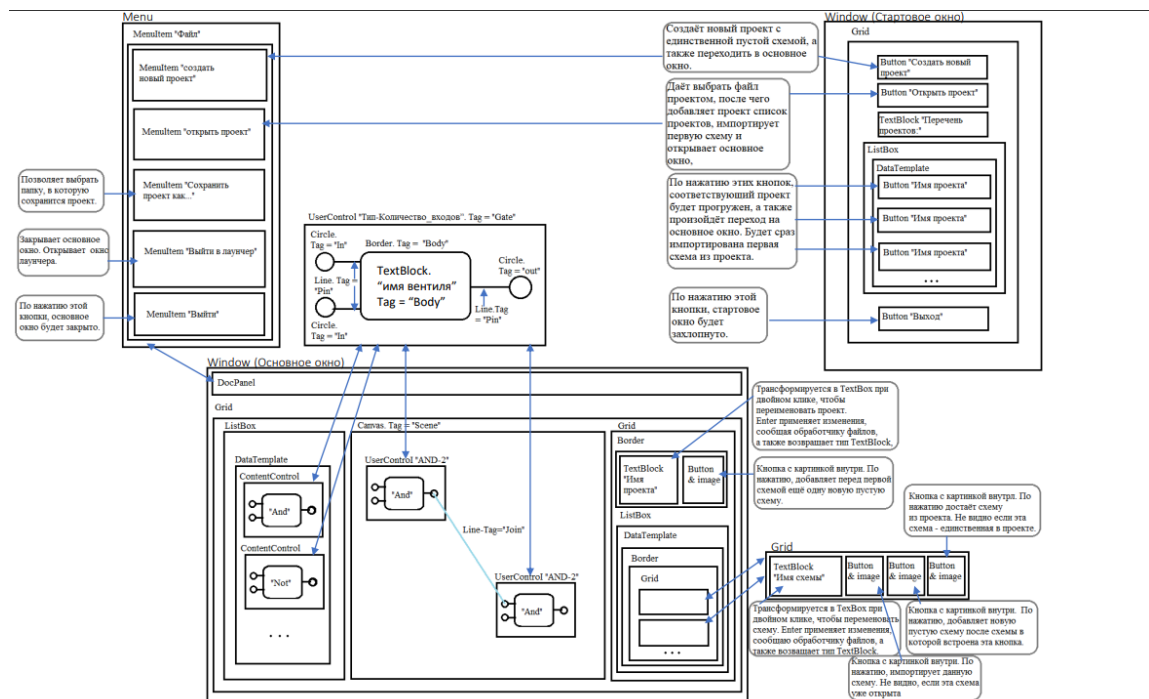 Menu
MenuItem "Файл"
MenuItem "создать
новый проект"
MenuItem "открыть проект"
MenuItem "Сохранить
проект как..."
MenuItem "Выйти в лаунчер"
MenuItem "Выйти"
Позволяет выбрать
папку, в которую
сохранится проект.
Закрывает основное
окно. Открывает окно
лаунчера.
По нажатию этой
кнопки, основное
окно будет закрыто.
UserControl "Тип-Количество_входов". Tag = "Gate"
Circle.
Tag = "In"
Border. Tag = "Body"
Circle.
Tag = "out"
TextBlock.
"имя вентиля"
Tag = "Body"
Line. Tag =
"Pin"
Line.Tag
= "Pin"
Circle.
Tag = "In"
Создаёт новый проект с
единственной пустой схемой, а
также переходить в основное
окно.
Даёт выбрать файл
проектом, после чего
добавляет проект список
проектов, импортирует
первую схему и
открывает основное
окно,
По нажатию этих кнопок,
соответствующий проект
будет прогружен, а также
произойдёт переход на
основное окно. Будет сраз
импортирована первая
схема из проекта.
По нажатию этой
кнопки, стартовое
окно будет
захлопнуто.
Window (Стартовое окно)
Grid
Button "Создать новый
проект"
Button "Открыть проект"
TextBlock "Перечень
проектов:"
ListBox
DataTemplate
Button "Имя проекта"
Button "Имя проекта"
Button "Имя проекта"
...
Button "Выход"
Window (Основное окно)
DocPanel
Grid
ListBox
DataTemplate
ContentControl
"And"
ContentControl
"Not"
...
Canvas. Tag = "Scene"
UserControl "AND-2"
"And"
Line-Tag="Join"
UserControl "AND-2"
"And"
Grid
Border
TextBlock
"Имя
проекта"
Button
& image
ListBox
DataTemplate
Border
Grid
...
Трансформируется в TextBox при
двойном клике, чтобы
переименовать проект.
Enter применяет изменения,
сообщая обработчику файлов,
а также возвращает тип TextBlock,
Кнопка с картинкой внутри. По
нажатию, добавляет перед первой
схемой ещё одну новую пустую
схему.
Кнопка с картинкой внутрл. По
нажатию достаёт схему
из проекта. Не видно если эта
схема - единственная в проекте.
Grid
TextBlock
"Имя схемы"
Button
& image
Button
& image
Button
& image
Трансформируется в TexBox при
двойном клике, чтобы переменовать
схему. Enter применяет изменения,
сообщаю обработчику файлов, а
также возващает тип TextBlock.
Кнопка с картинкой внутри. По
нажатию, добавляет новую
пустую схему после схемы в
которой встроена эта кнопка.
Кнопка с картинкой внутри. По
нажатию, импортирует данную
схему. Не видно, если эта схема
уже открыта